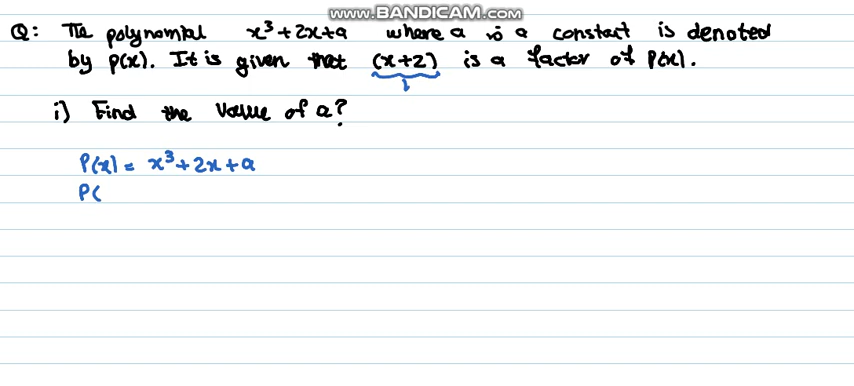 www.BANDICAM.com
Q: The polynomial x³ + 2x + a where a is a constant is denoted
by p(x). It is given that (x+2) is a factor of P(x).
i) Find the value of a?
P(x) = x³ + 2x + a
P(